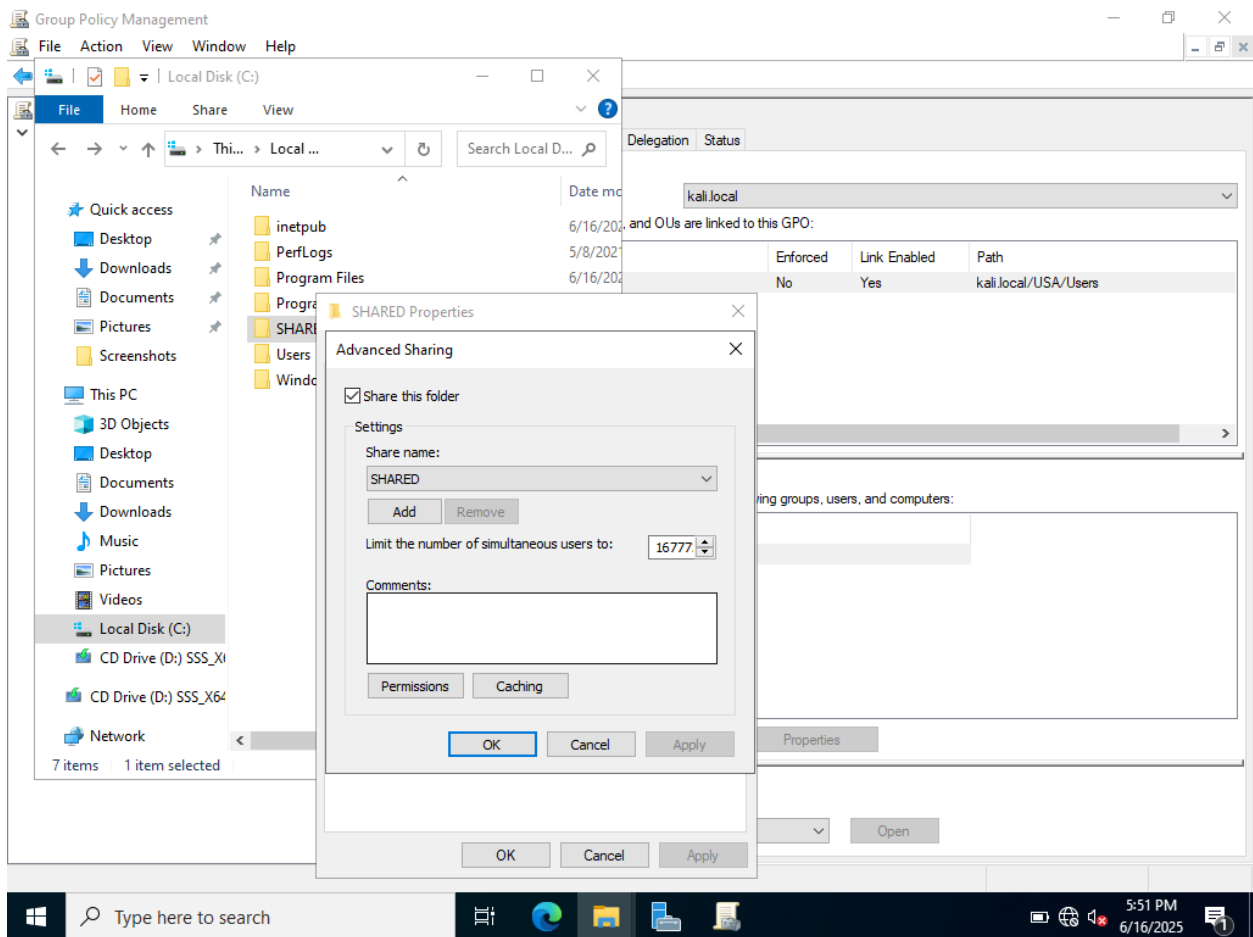 Group Policy Management
File Action View Window Help
Local Disk (C:)
File Home Share View
Thi... > Local ...
Search Local D...
Name
Date mo
Quick access
Desktop
Downloads
Documents
Pictures
Screenshots
This PC
3D Objects
Desktop
Documents
Downloads
Music
Pictures
Videos
Local Disk (C:)
CD Drive (D:) SSS_X6
CD Drive (D:) SSS_X64
Network
inetpub
6/16/202
PerfLogs
5/8/2021
Program Files
6/16/202
Progra
SHARE
Users
Windo
7 items 1 item selected
Delegation Status
kali.local
, and OUs are linked to this GPO:
Enforced Link Enabled Path
No Yes kali.local/USA/Users
ing groups, users, and computers:
Properties
Open
SHARED Properties
Advanced Sharing
Share this folder
Settings
Share name:
SHARED
Add Remove
Limit the number of simultaneous users to:
16777
Comments:
Permissions Caching
OK Cancel Apply
OK Cancel Apply
Type here to search
5:51 PM
6/16/2025
1